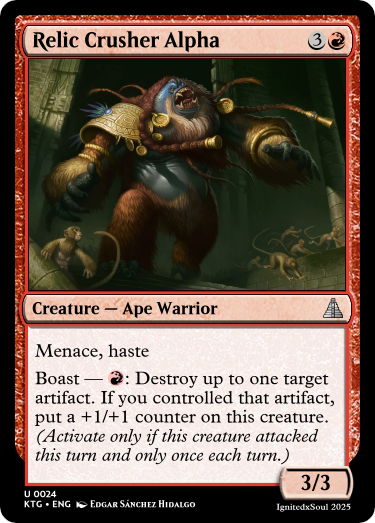 Relic Crusher Alpha 3
Creature — Ape Warrior
Menace, haste
Boast — : Destroy up to one target
artifact. If you controlled that artifact,
put a +1/+1 counter on this creature.
(Activate only if this creature attacked
this turn and only once each turn.)
3/3
U 0024
KTG • ENG Edgar Sánchez Hidalgo
IgnitedxSoul 2025